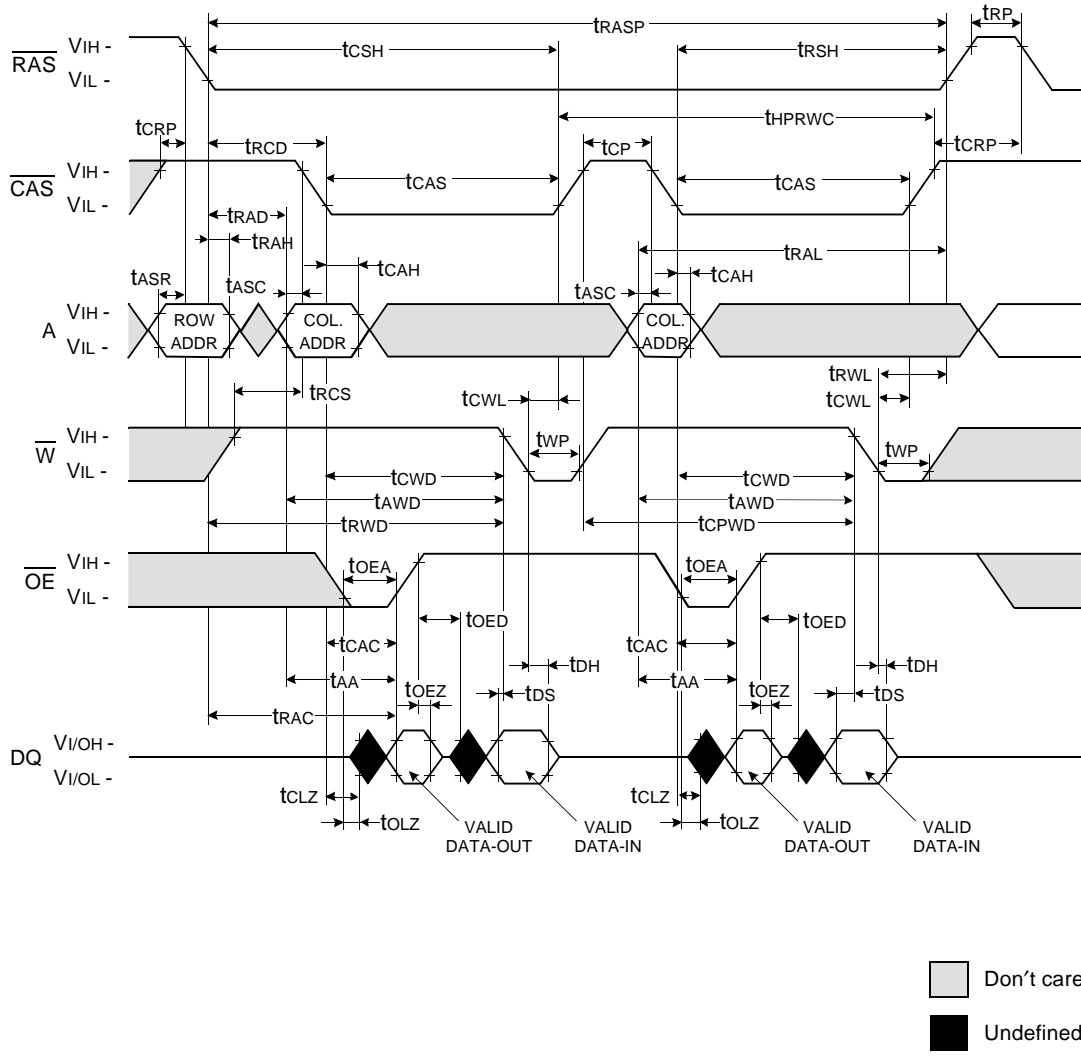 tRASP
tRP
VIH -
RAS
VIL -
tCSH
tRSH
tHPRWC
tCRP
tRCD
tCP
tCRP
VIH -
CAS
VIL -
tCAS
tCAS
tRAD
tRAH
tRAL
tASR
tASC
tCAH
tASC
tCAH
VIH -
A
VIL -
ROW
ADDR
COL.
ADDR
COL.
ADDR
tRCS
tCWL
tRWL
tCWL
VIH -
W
VIL -
tWP
tWP
tCWD
tCWD
tAWD
tAWD
tRWD
tCPWD
VIH -
OE
VIL -
tOEA
tOEA
tOED
tOED
tCAC
tCAC
tDH
tDH
tAA
tAA
tOEZ
tOEZ
tDS
tDS
tRAC
VI/OH -
DQ
VI/OL -
tCLZ
tCLZ
tOLZ
tOLZ
VALID
DATA-OUT
VALID
DATA-IN
VALID
DATA-OUT
VALID
DATA-IN
Don′t care
Undefined